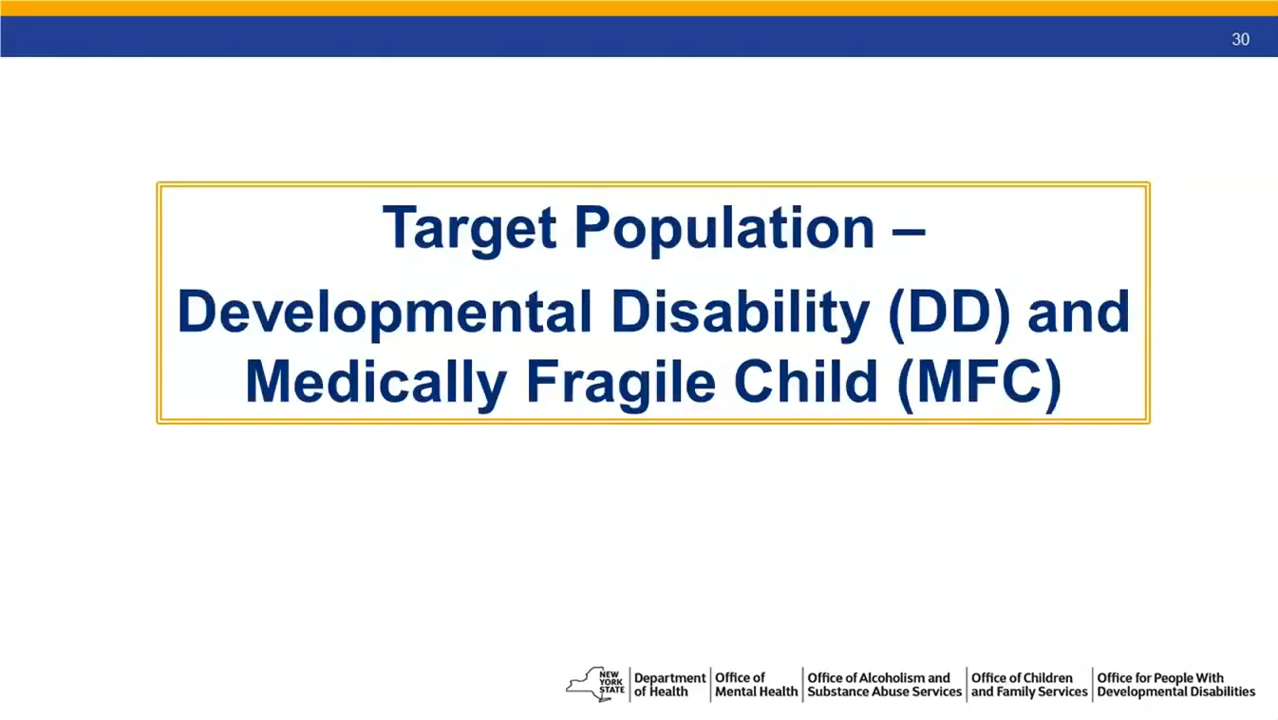 30
Target Population –
Developmental Disability (DD) and
Medically Fragile Child (MFC)
NEW
YORK
STATE
Department
of Health
Office of
Mental Health
Office of Alcoholism and
Substance Abuse Services
Office of Children
and Family Services
Office for People With
Developmental Disabilities